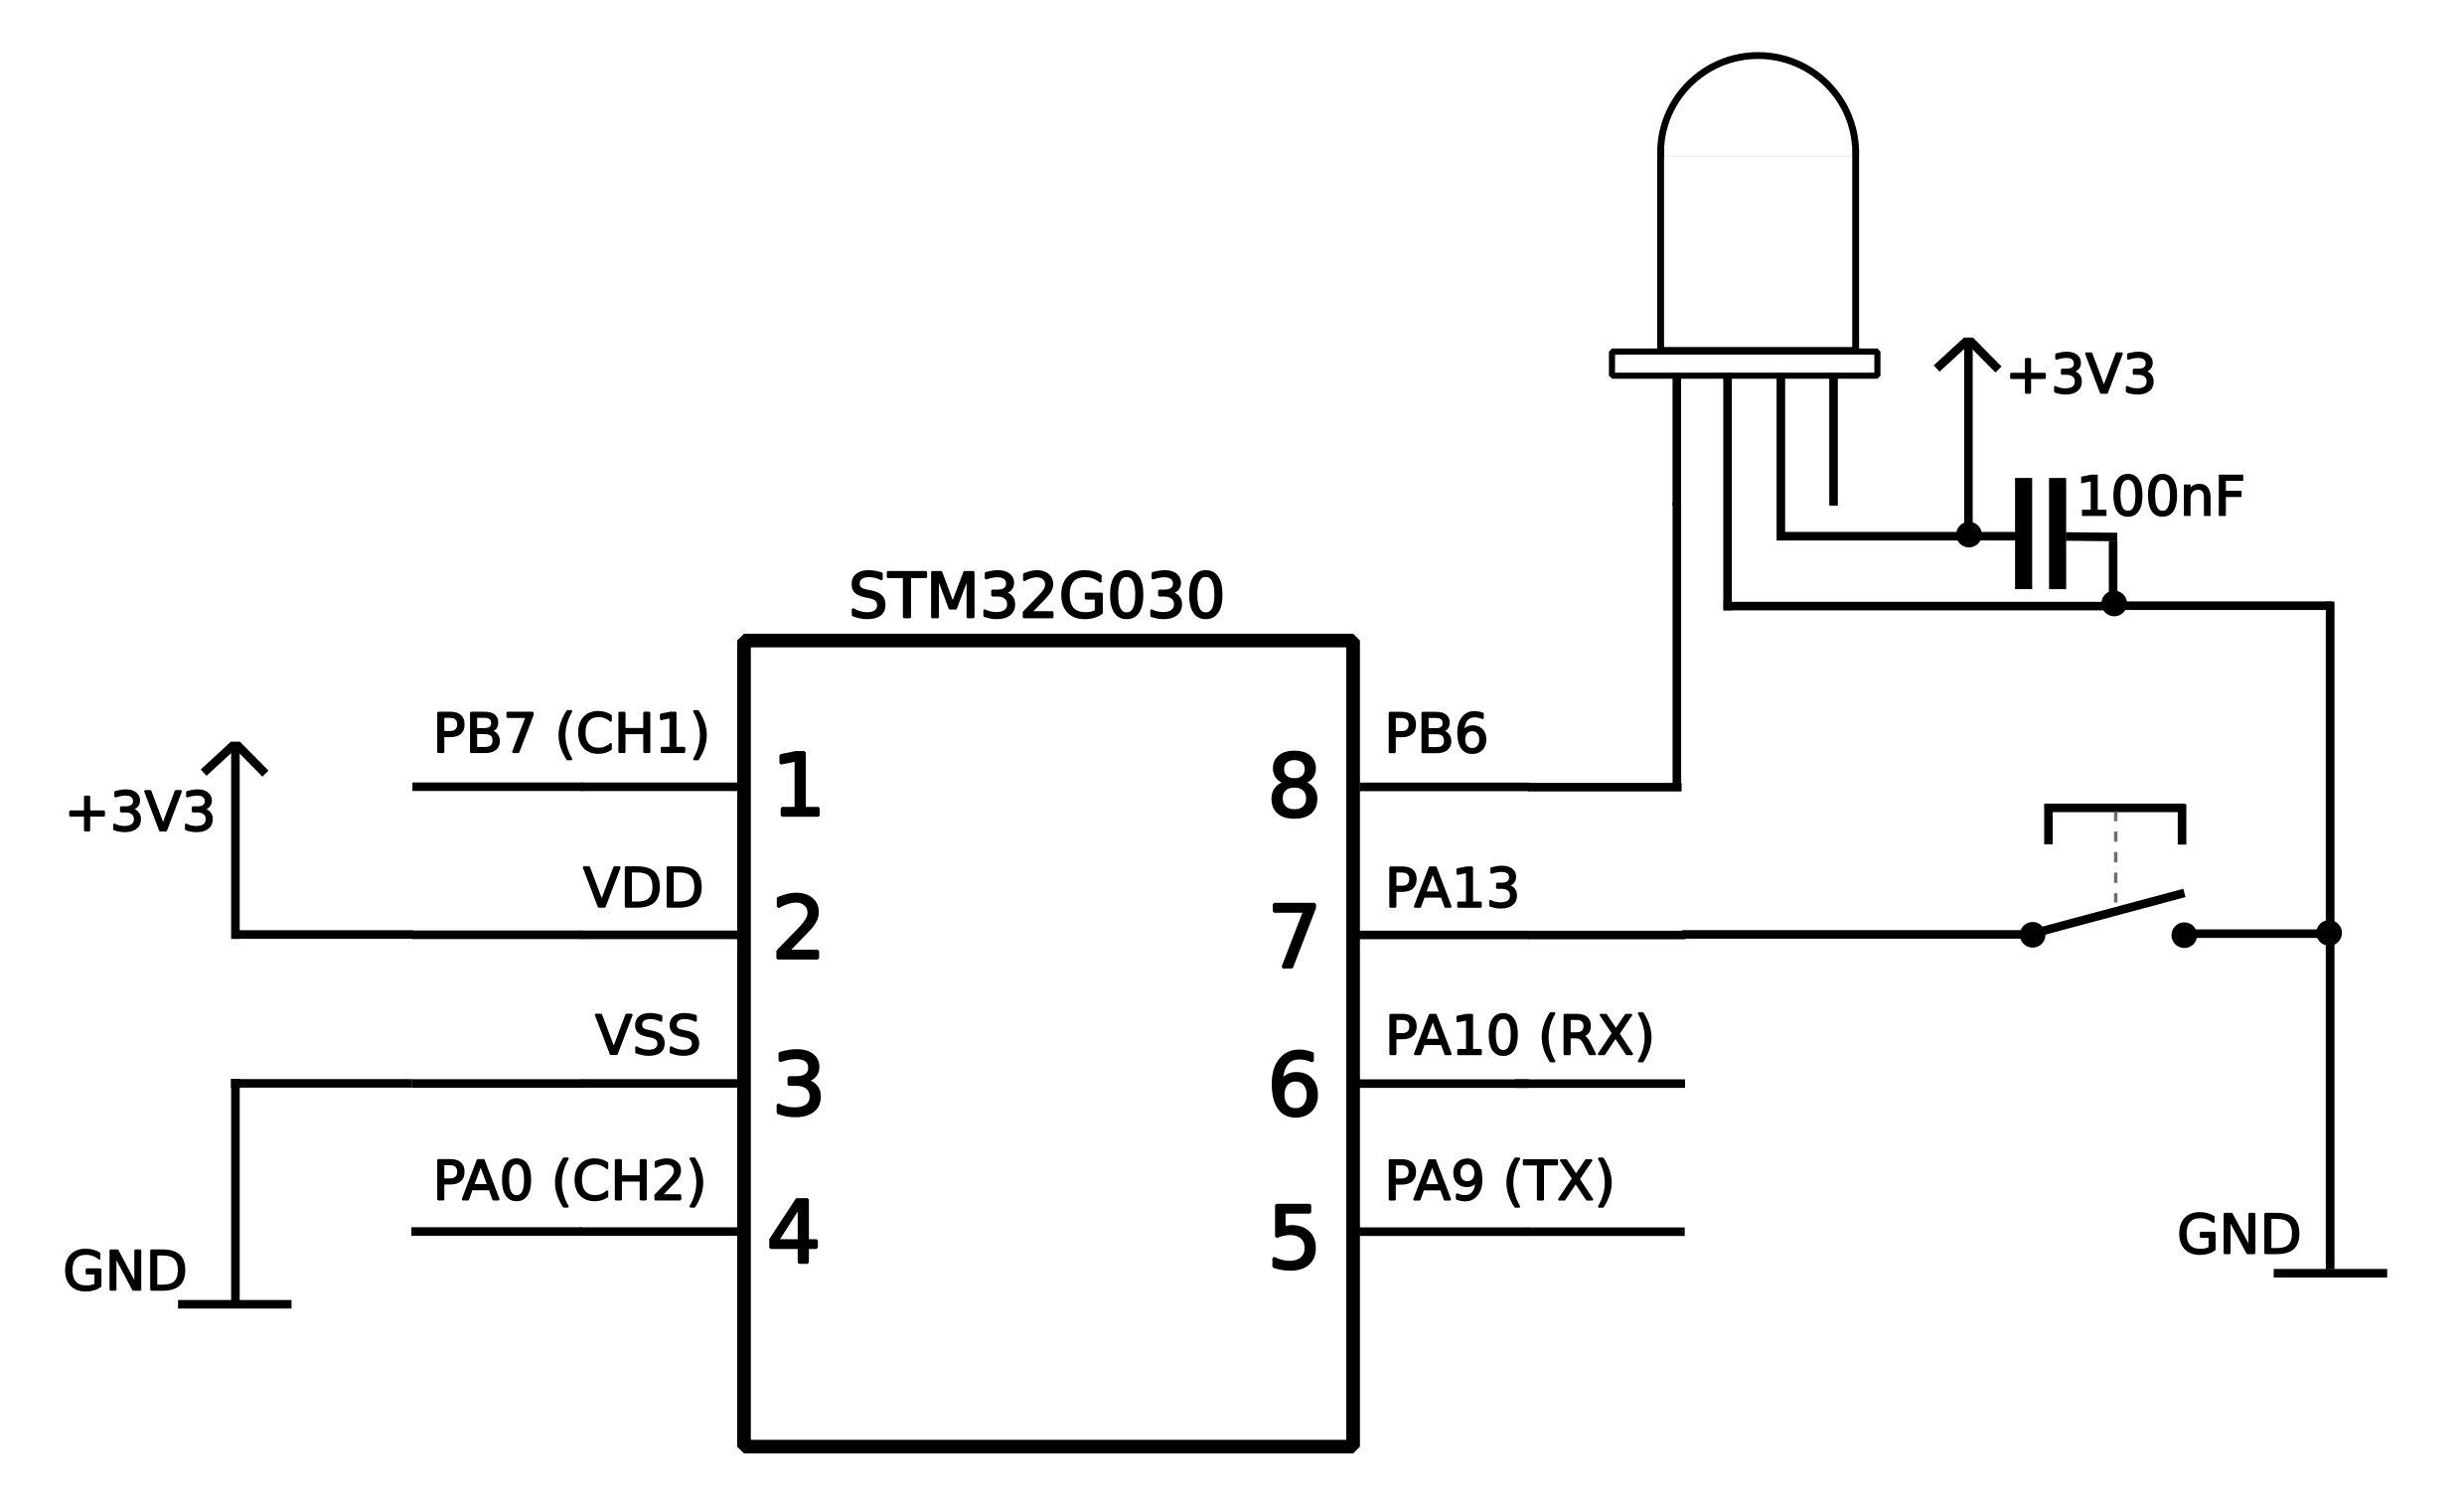 +3V3
100nF
STM32G030
PB7 (CH1)
1
8
PB6
+3V3
VDD
2
7
PA13
VSS
3
6
PA10 (RX)
PA0 (CH2)
4
5
PA9 (TX)
GND
GND